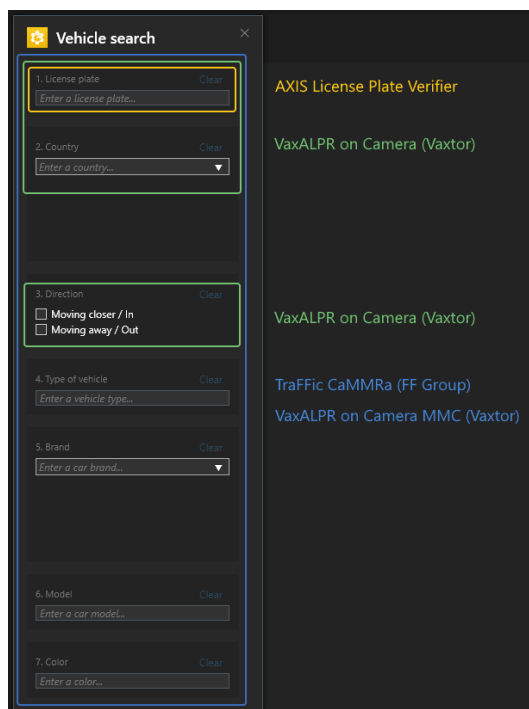 Vehicle search
1. License plate Clear
Enter a license plate...
AXIS License Plate Verifier
2. Country Clear
VaxALPR on Camera (Vaxtor)
Enter a country...
3. Direction Clear
Moving closer / In
VaxALPR on Camera (Vaxtor)
Moving away / Out
4. Type of vehicle Clear
TraFFic CaMMRa (FF Group)
Enter a vehicle type...
VaxALPR on Camera MMC (Vaxtor)
5. Brand Clear
Enter a car brand...
6. Model Clear
Enter a car model...
7. Color Clear
Enter a color...